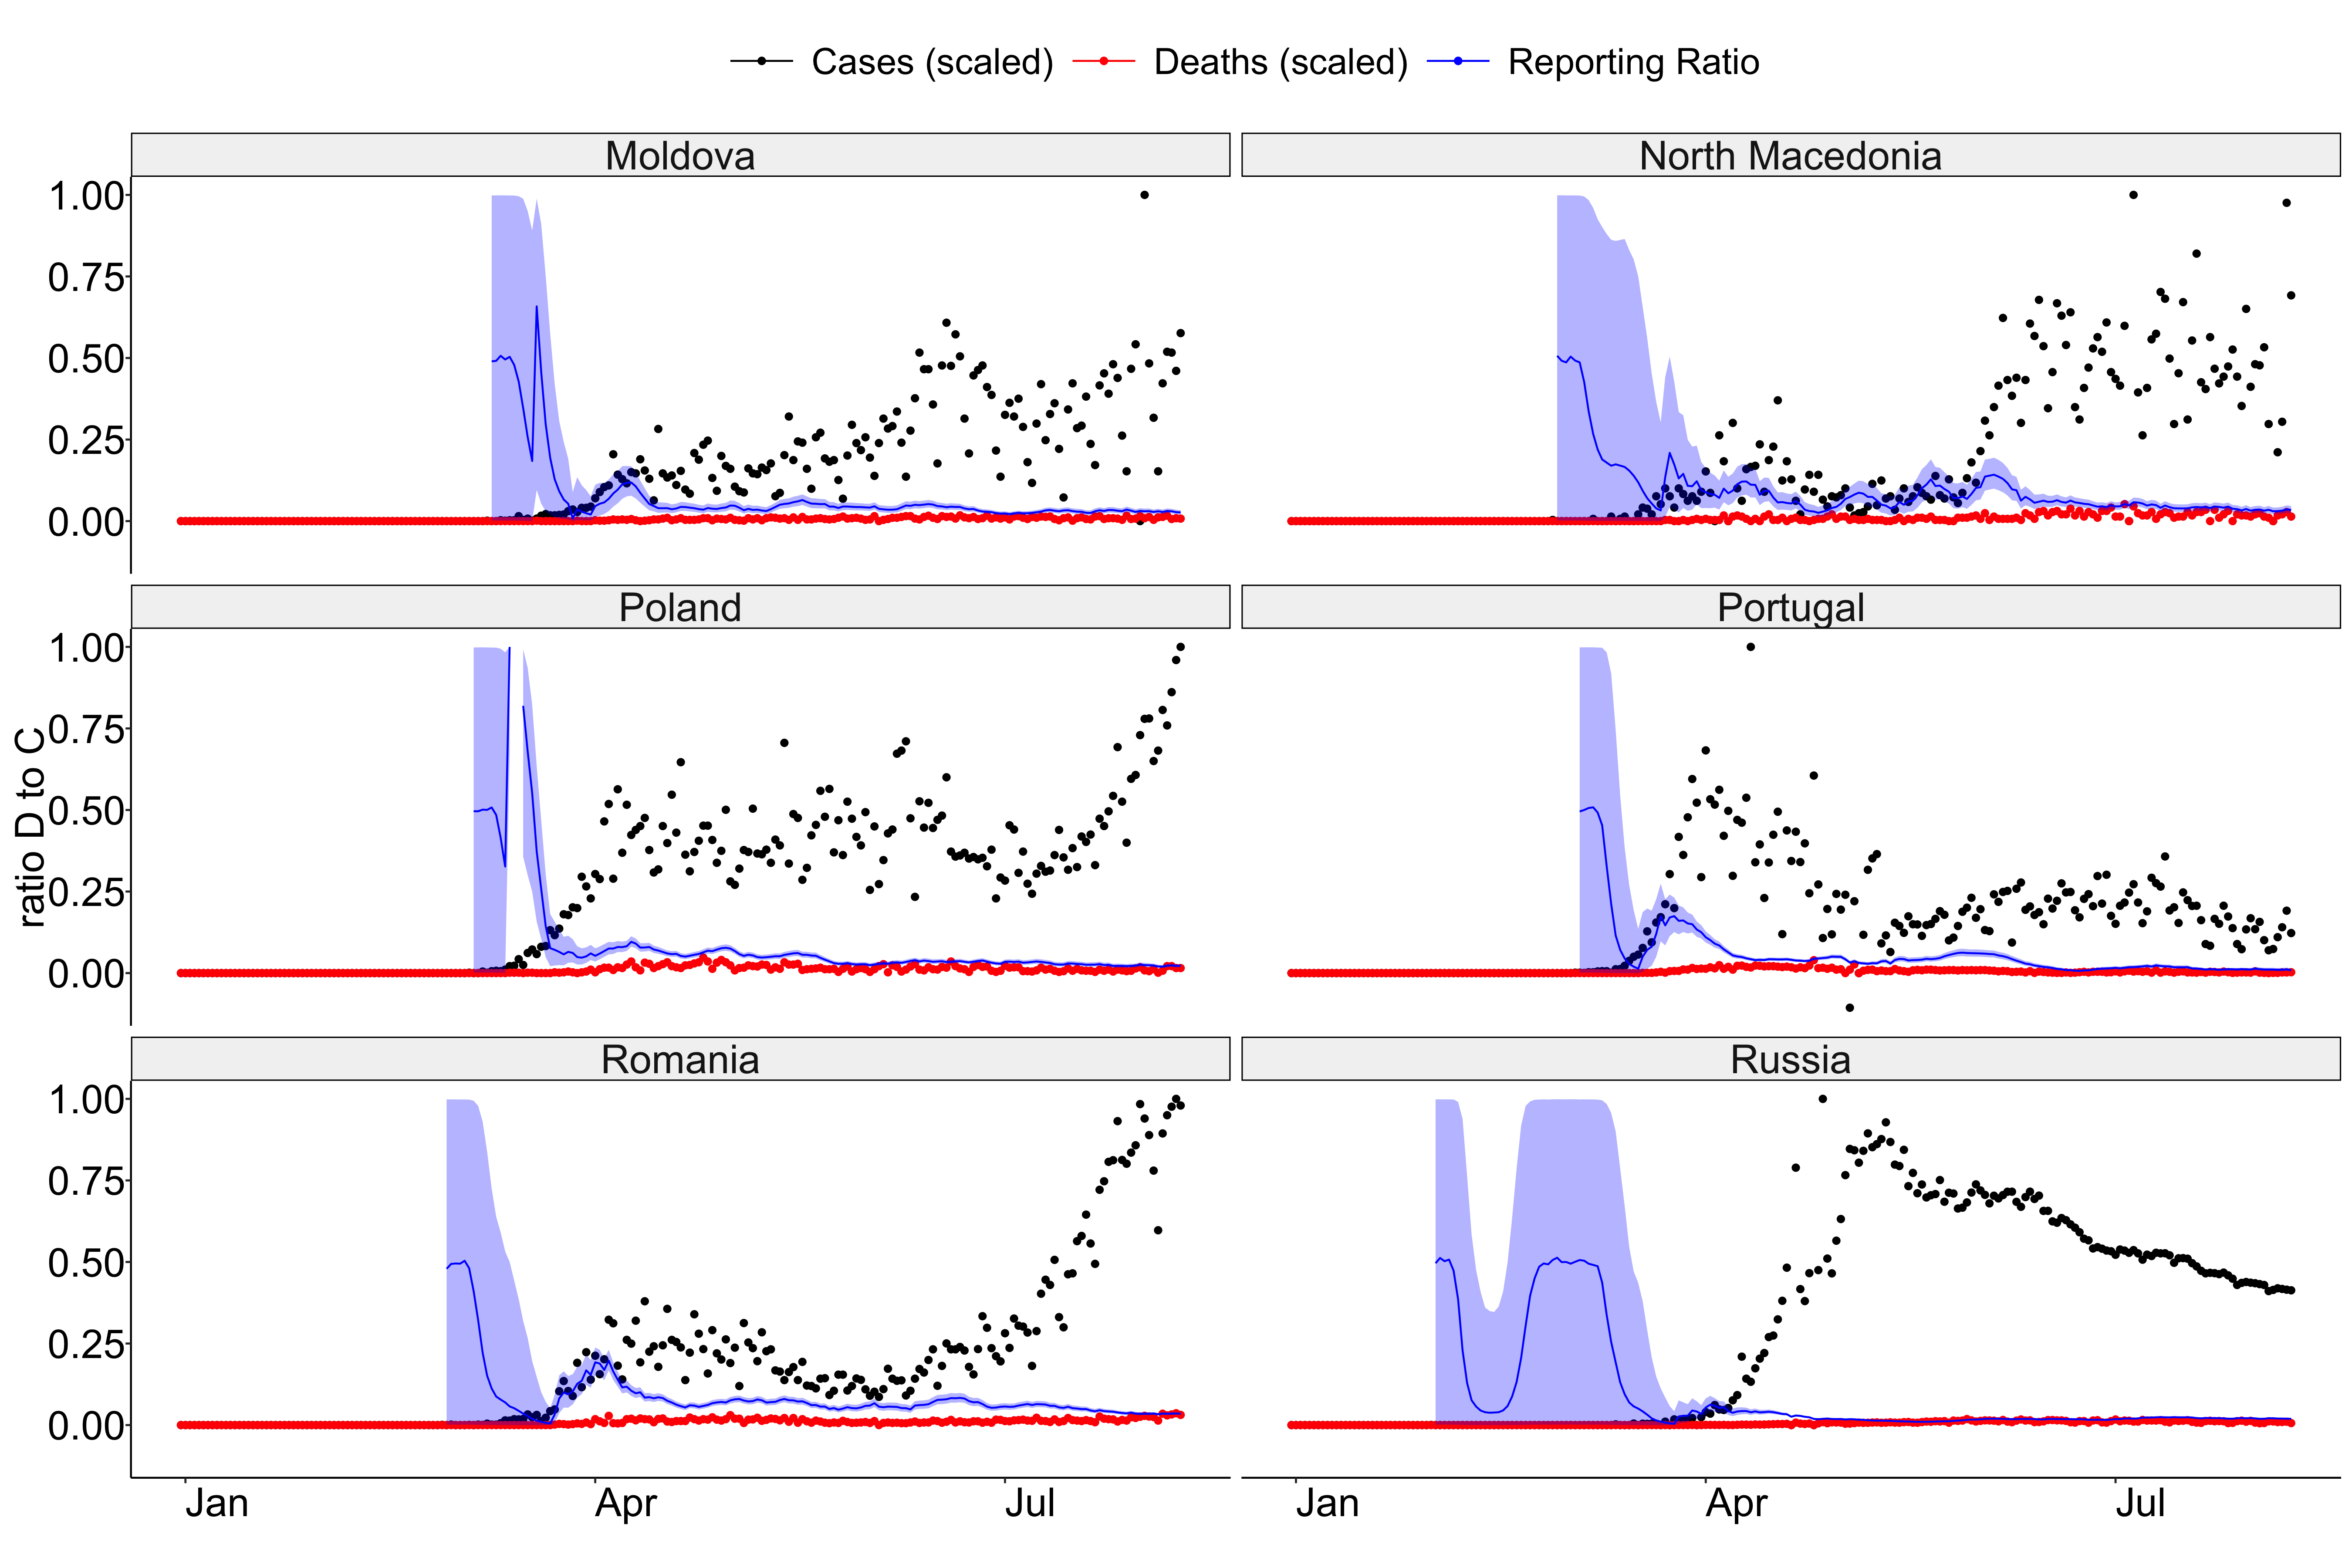 Cases (scaled) Deaths (scaled) Reporting Ratio
Moldova North Macedonia
1.00
0.75
0.50
0.25
0.00
Poland Portugal
ratio D to C
1.00
0.75
0.50
0.25
0.00
Romania Russia
1.00
0.75
0.50
0.25
0.00
Jan Apr Jul Jan Apr Jul